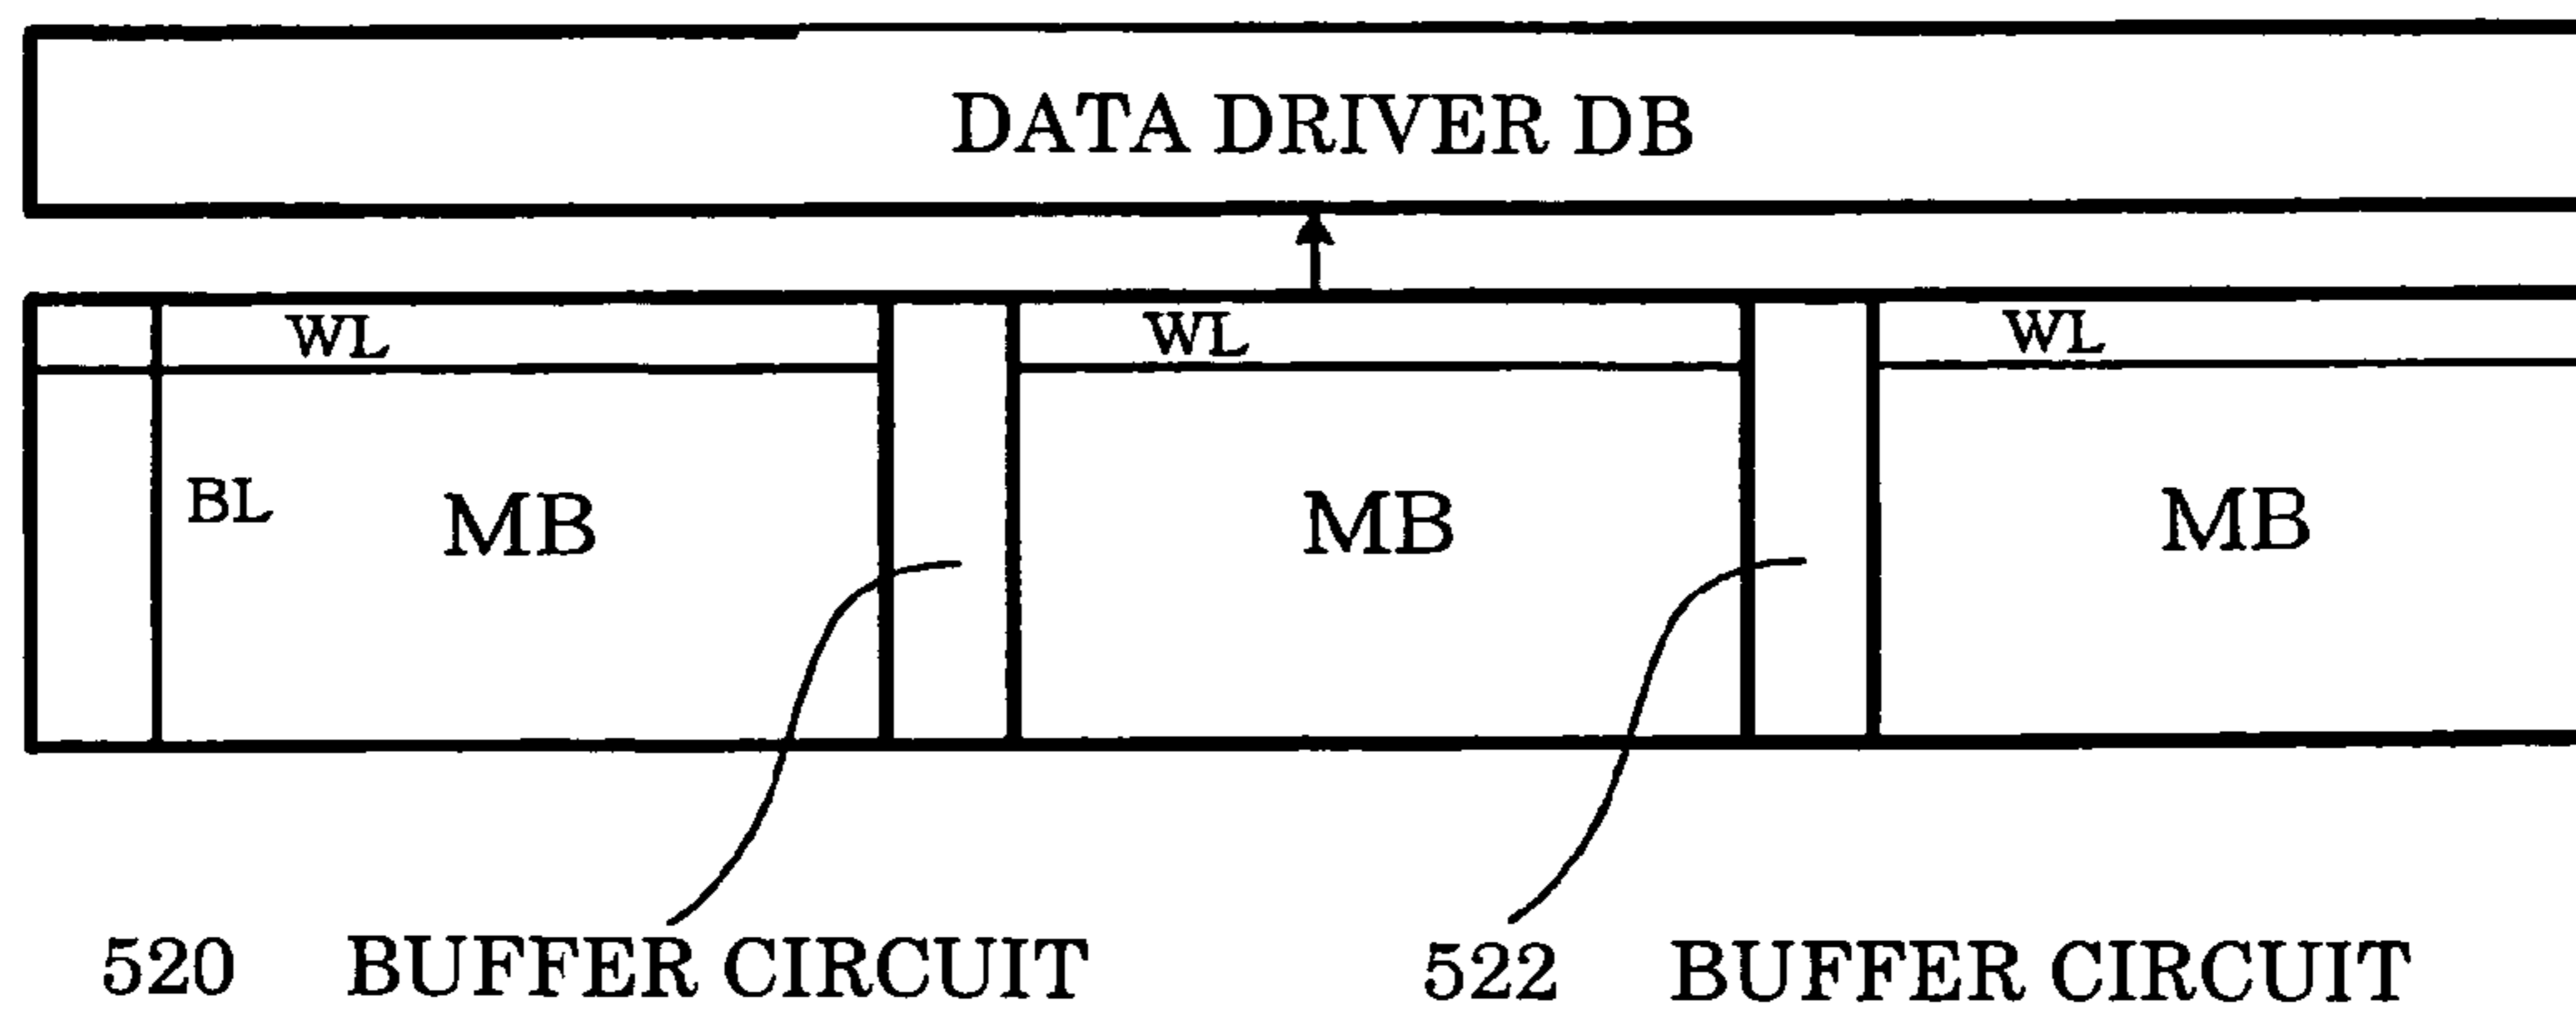 DATA DRIVER DB
WL WL WL
BL MB MB MB
520 BUFFER CIRCUIT 522 BUFFER CIRCUIT